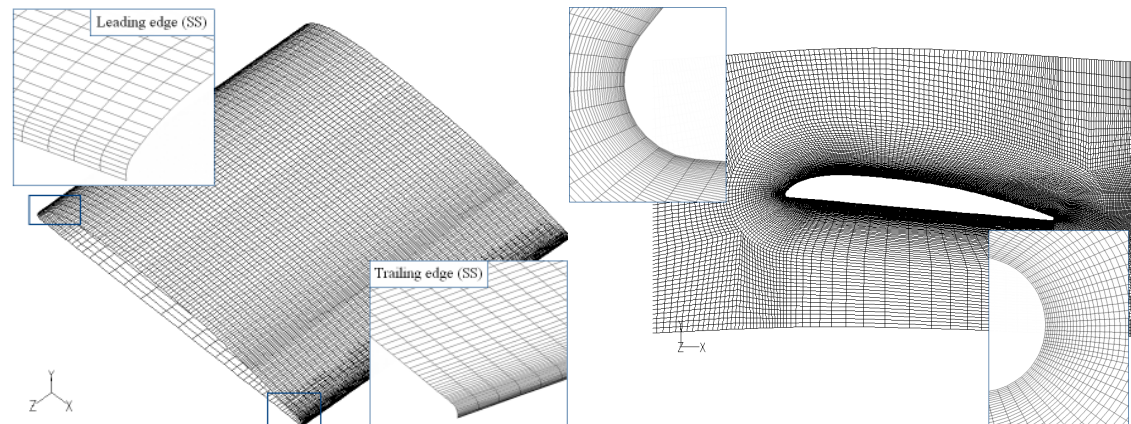 Leading edge (SS)
Trailing edge (SS)
Y
Z X
Y
Z X